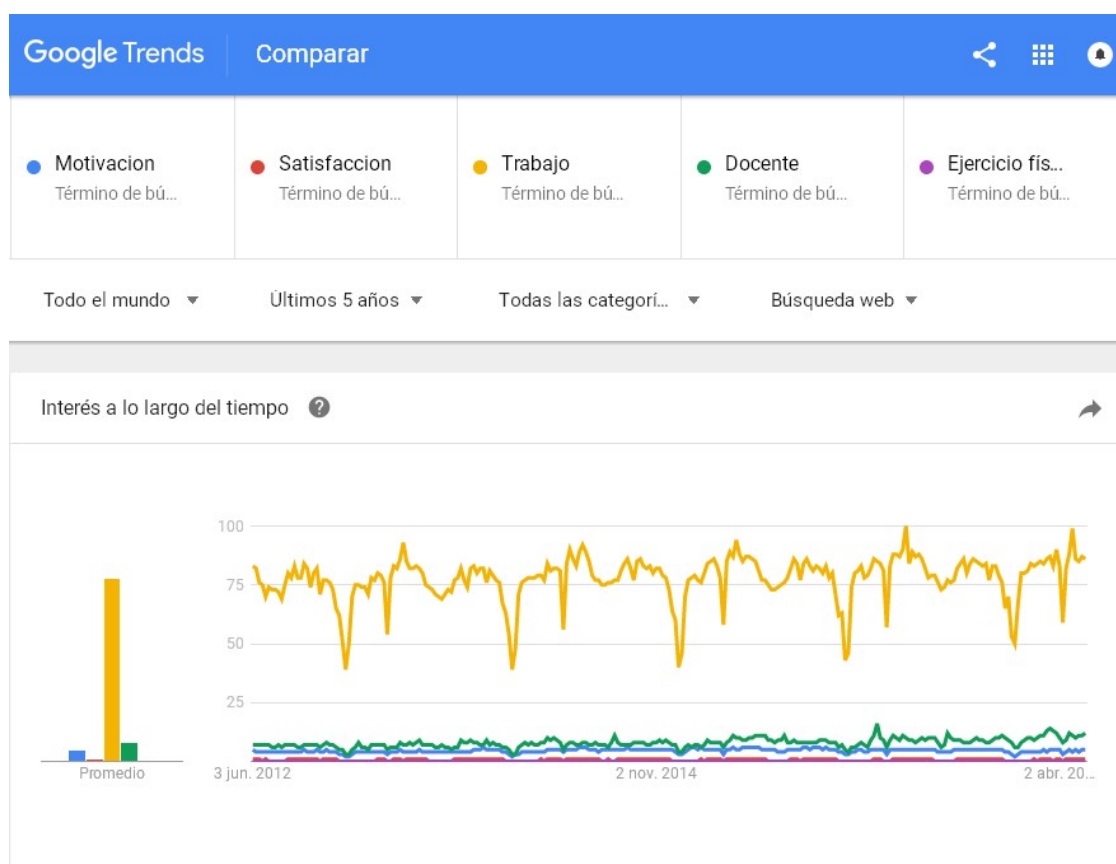 Google Trends Comparar
Motivacion Satisfaccion Trabajo Docente Ejercicio fís...
Término de bú... Término de bú... Término de bú... Término de bú... Término de bú...
Todo el mundo Últimos 5 años Todas las categorí... Búsqueda web
Interés a lo largo del tiempo ?
100
75
50
25
Promedio 3 jun. 2012 2 nov. 2014 2 abr. 20...